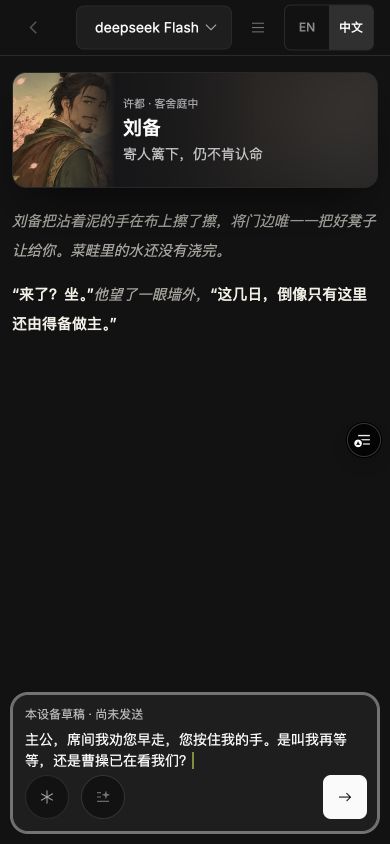 deepseek Flash
EN
中文
许都 · 客舍庭中
刘备
寄人篱下，仍不肯认命
刘备把沾着泥的手在布上擦了擦，将门边唯一一把好凳子
让给你。菜畦里的水还没有浇完。
“来了？坐。”他望了一眼墙外，“这几日，倒像只有这里
还由得备做主。”
本设备草稿 · 尚未发送
主公，席间我劝您早走，您按住我的手。是叫我再等
等，还是曹操已在看我们？